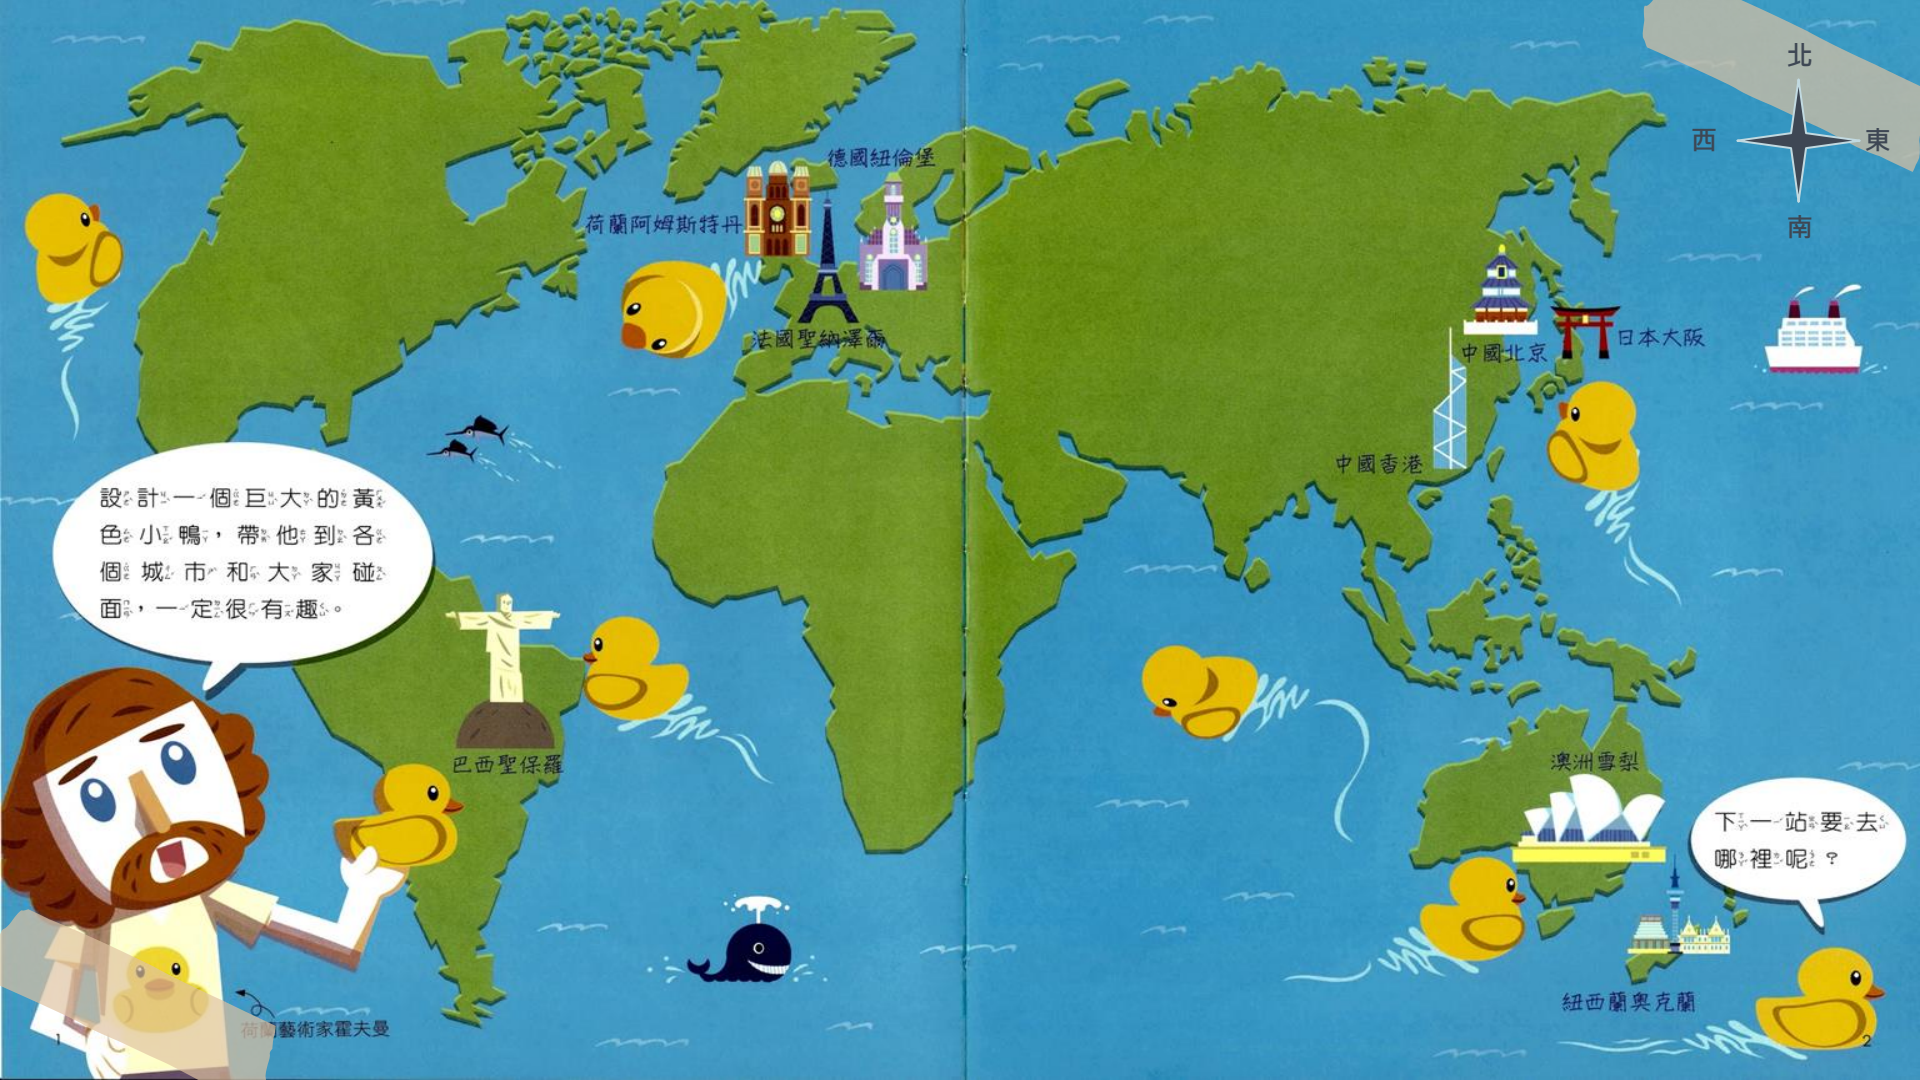 北
西
東
南
德國紐倫堡
荷蘭阿姆斯特丹
法國聖納澤爾
中國北京
日本大阪
中國香港
設計一個巨大的黃
色小鴨，帶他到各
個城市和大家碰
面，一定很有趣。
巴西聖保羅
澳洲雪梨
下一站要去
哪裡呢？
紐西蘭奧克蘭
荷蘭藝術家霍夫曼
1
2